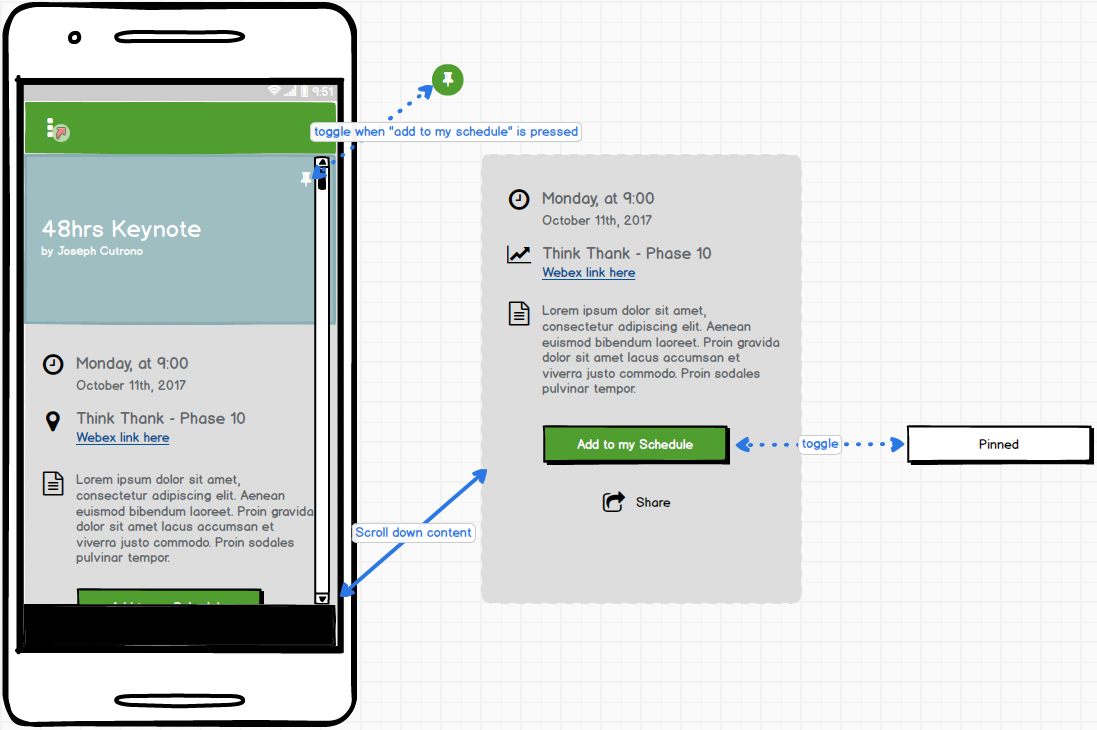 9:51
toggle when "add to my schedule" is pressed
48hrs Keynote
by Joseph Cutrono
Monday, at 9:00
October 11th, 2017
Think Thank - Phase 10
Webex link here
Lorem ipsum dolor sit amet,
consectetur adipiscing elit. Aenean
euismod bibendum laoreet. Proin gravida
dolor sit amet lacus accumsan et
viverra justo commodo. Proin sodales
pulvinar tempor.
Scroll down content
Monday, at 9:00
October 11th, 2017
Think Thank - Phase 10
Webex link here
Lorem ipsum dolor sit amet,
consectetur adipiscing elit. Aenean
euismod bibendum laoreet. Proin gravida
dolor sit amet lacus accumsan et
viverra justo commodo. Proin sodales
pulvinar tempor.
Add to my Schedule
toggle
Pinned
Share